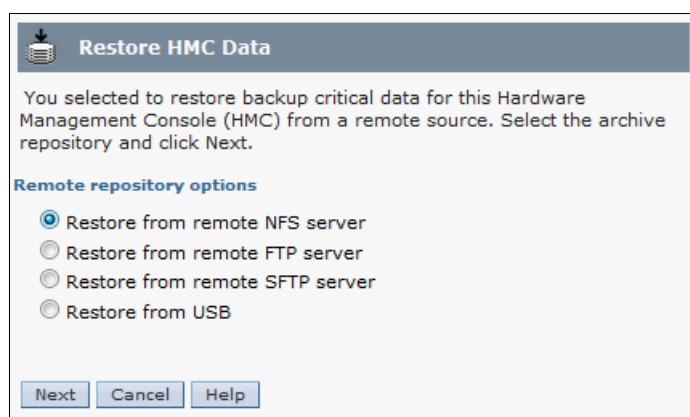 Restore HMC Data
You selected to restore backup critical data for this Hardware
Management Console (HMC) from a remote source. Select the archive
repository and click Next.
Remote repository options
Restore from remote NFS server
Restore from remote FTP server
Restore from remote SFTP server
Restore from USB
Next Cancel Help